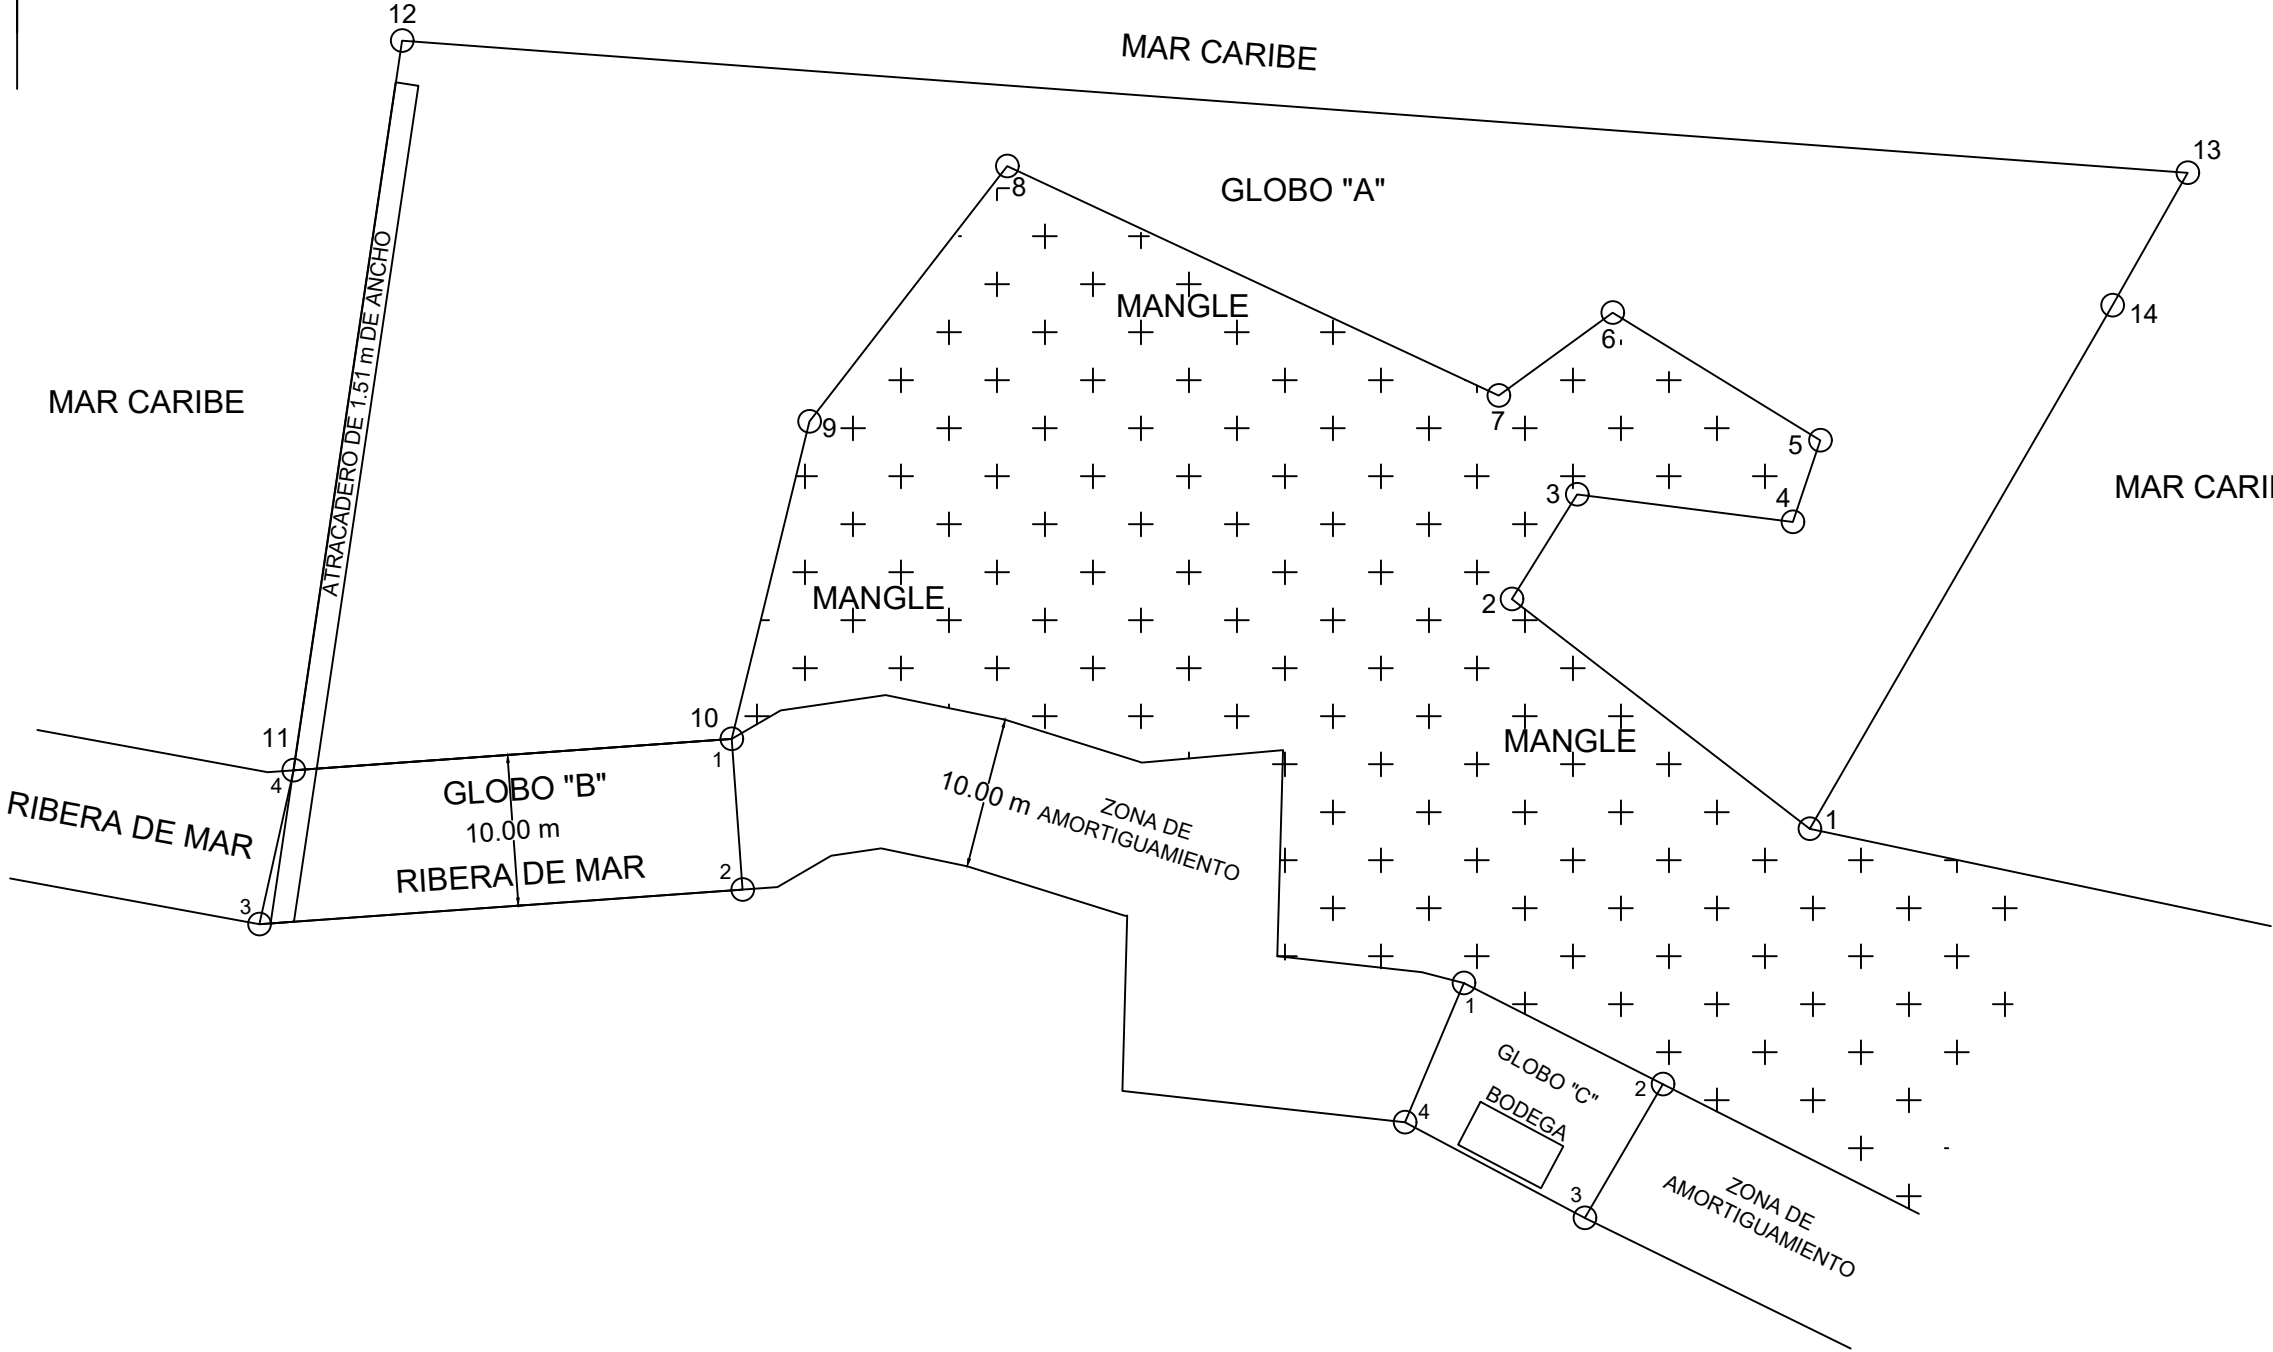 12
MAR CARIBE
13
8
GLOBO "A"
MANGLE
14
6
ATRACADERO DE 1.51 m DE ANCHO
MAR CARIBE
7
9
5
3
4
MAR CARI
2
MANGLE
10
11
1
MANGLE
4
GLOBO "B"
10.00 m
10.00 m
ZONA DE
AMORTIGUAMIENTO
1
RIBERA DE MAR
RIBERA DE MAR
2
3
1
GLOBO "C"
2
BODEGA
4
3
ZONA DE
AMORTIGUAMIENTO